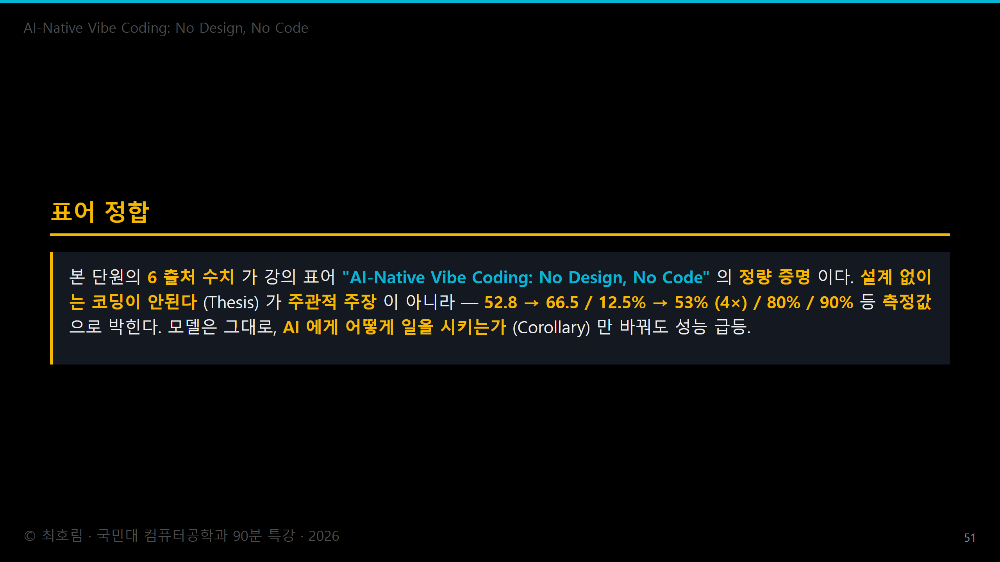 AI-Native Vibe Coding: No Design, No Code
표어 정합
본 단원의 6 출처 수치 가 강의 표어 "AI-Native Vibe Coding: No Design, No Code" 의 정량 증명 이다. 설계 없이
는 코딩이 안된다 (Thesis) 가 주관적 주장 이 아니라 — 52.8 → 66.5 / 12.5% → 53% (4×) / 80% / 90% 등 측정값
으로 박힌다. 모델은 그대로, AI 에게 어떻게 일을 시키는가 (Corollary) 만 바꿔도 성능 급등.
© 최호림 · 국민대 컴퓨터공학과 90분 특강 · 2026
51